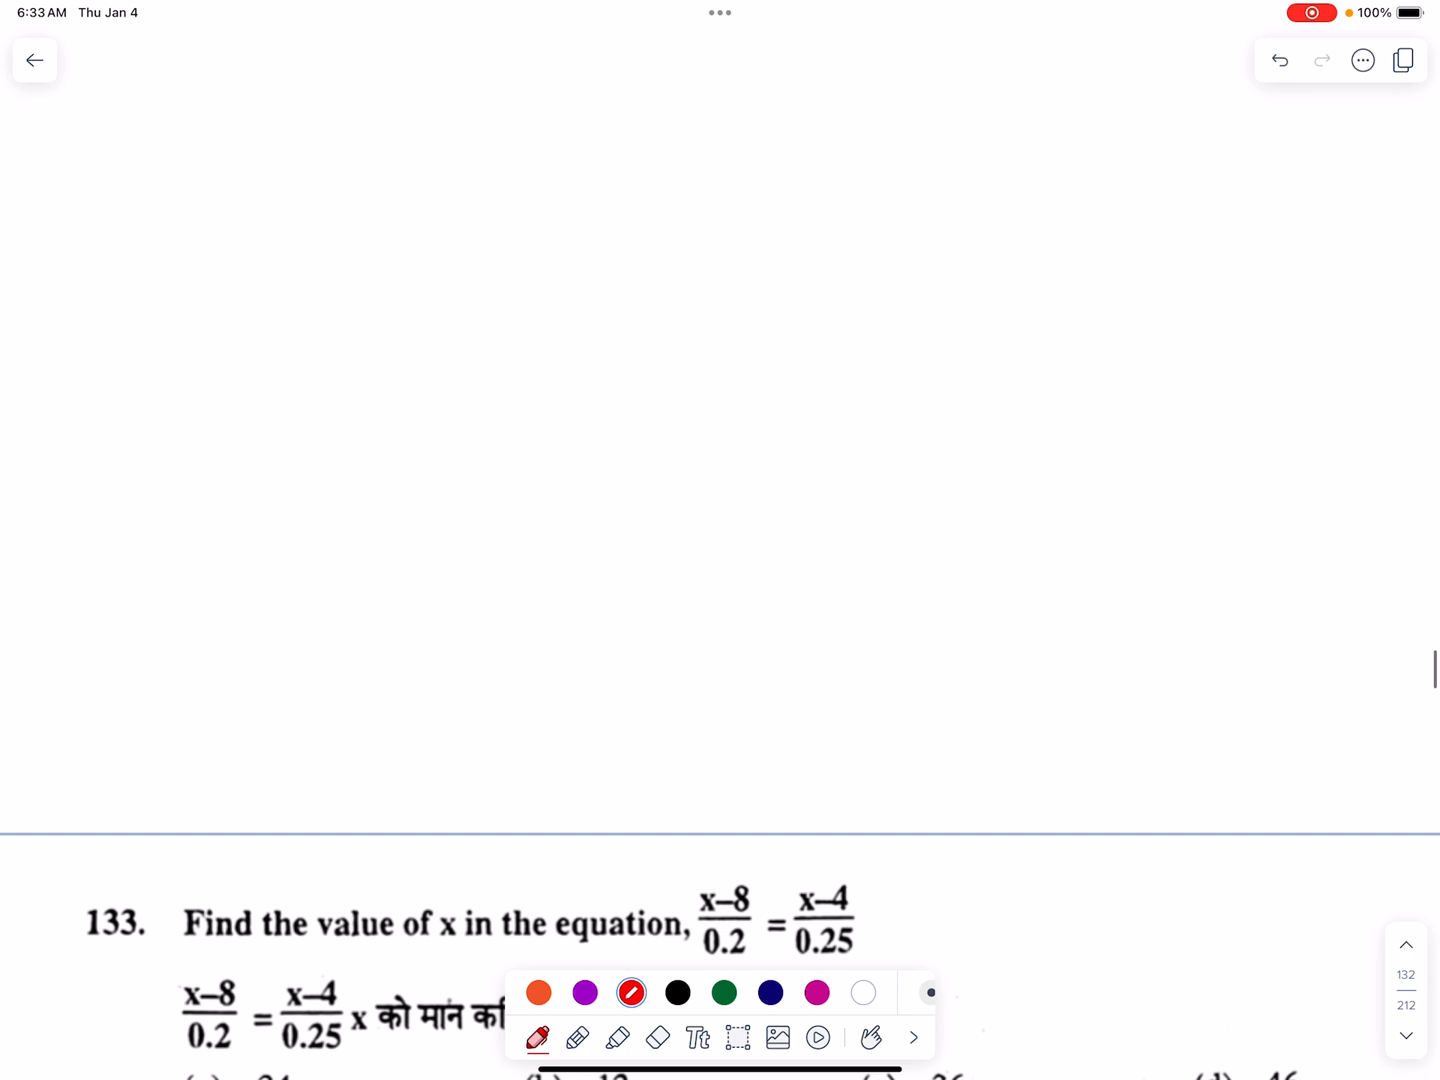 6:33 AM Thu Jan 4
100%
133. Find the value of x in the equation, x–8/0.2 = x–4/0.25
x–8/0.2 = x–4/0.25 x को मान
Tt
132
212